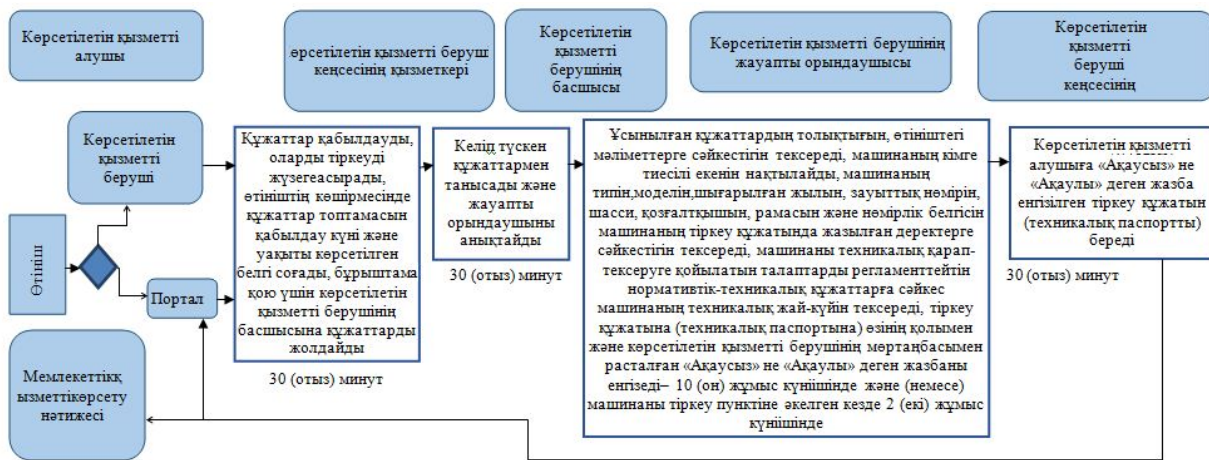 Көрсетілетін қызметті
алушы
өрсетілетін қызметті беруш
кеңсесінің қызметкері
Көрсетілетін
қызметті
берушінің
басшысы
Көрсетілетін қызметті берушінің
жауапты орындаушысы
Көрсетілетін
қызметті
беруші
кеңсесінің
Көрсетілетін
қызметті
беруші
Өтініш
Портал
Құжаттар қабылдауды,
оларды тіркеуді
жүзегеасырады,
өтініштің көшірмесінде
құжаттар топтамасын
қабылдау күні және
уақыты көрсетілген
белгі соғады, бұрыштама
қою үшін көрсетілетін
қызметті берушінің
басшысына құжаттарды
жолдайды
30 (отыз) минут
Келіп түскен
құжаттармен
танысады және
жауапты
орындаушыны
анықтайды
30 (отыз) минут
Ұсынылған құжаттардың толықтығын, өтініштегі
мәліметтерге сәйкестігін тексереді, машинаның кімге
тиесілі екенін нақтылайды, машинаның
типін,моделін,шығарылған жылын, зауыттық нөмірін,
шасси, қозғалтқышын, рамасын және нөмірлік белгісін
машинаның тіркеу құжатында жазылған деректерге
сәйкестігін тексереді, машинаны техникалық қарап-
тексеруге қойылатын талаптарды регламенттейтін
нормативтік-техникалық құжаттарға сәйкес
машинаның техникалық жай-күйін тексереді, тіркеу
құжатына (техникалық паспортына) өзінің қолымен
және көрсетілетін қызметті берушінің мөртаңбасымен
расталған «Ақаусыз» не «Ақаулы» деген жазбаны
енгізеді– 10 (он) жұмыс күніішінде және (немесе)
машинаны тіркеу пунктіне әкелген кезде 2 (екі) жұмыс
күніішінде
Көрсетілетін қызметті
алушыға «Ақаусыз» не
«Ақаулы» деген жазба
енгізілген тіркеу құжатын
(техникалық паспортты)
береді
30 (отыз) минут
Мемлекеттікқ
ызметтікөрсету
нәтижесі